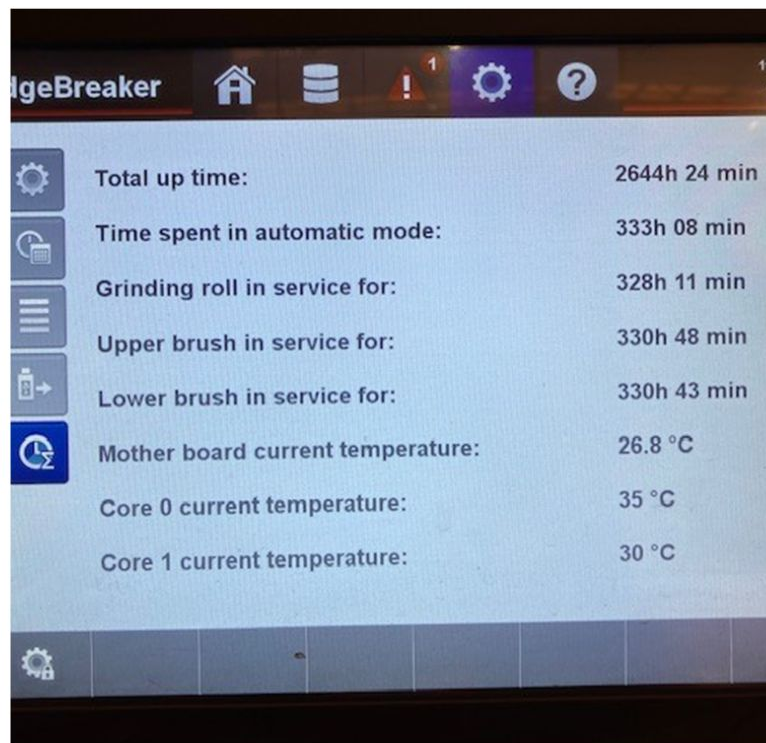 dgeBreaker
1
?
1
Total up time: 2644h 24 min
Time spent in automatic mode: 333h 08 min
Grinding roll in service for: 328h 11 min
Upper brush in service for: 330h 48 min
Lower brush in service for: 330h 43 min
Mother board current temperature: 26.8 °C
Core 0 current temperature: 35 °C
Core 1 current temperature: 30 °C